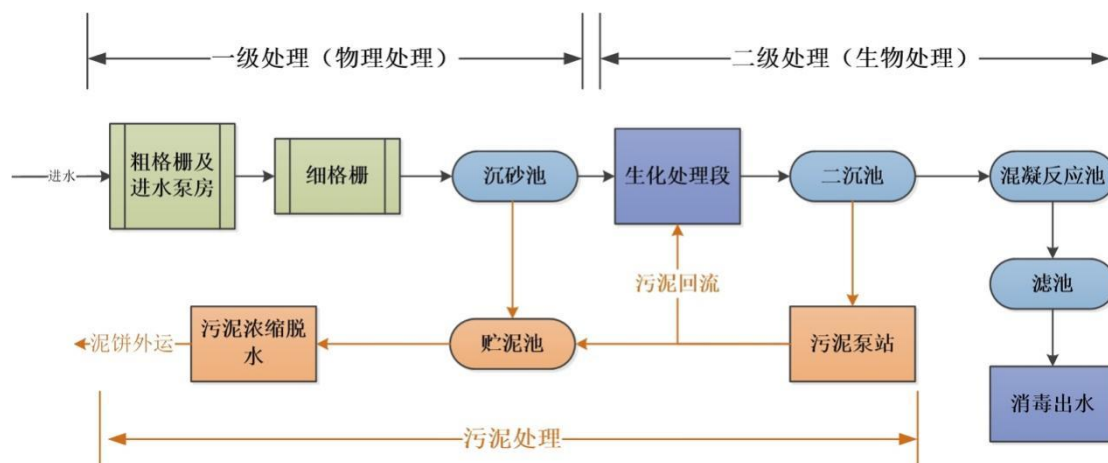 一级处理（物理处理）
二级处理（生物处理）
进水
粗格栅及
进水泵房
细格栅
沉砂池
生化处理段
二沉池
混凝反应池
污泥回流
滤池
泥饼外运
污泥浓缩脱
水
贮泥池
污泥泵站
消毒出水
污泥处理